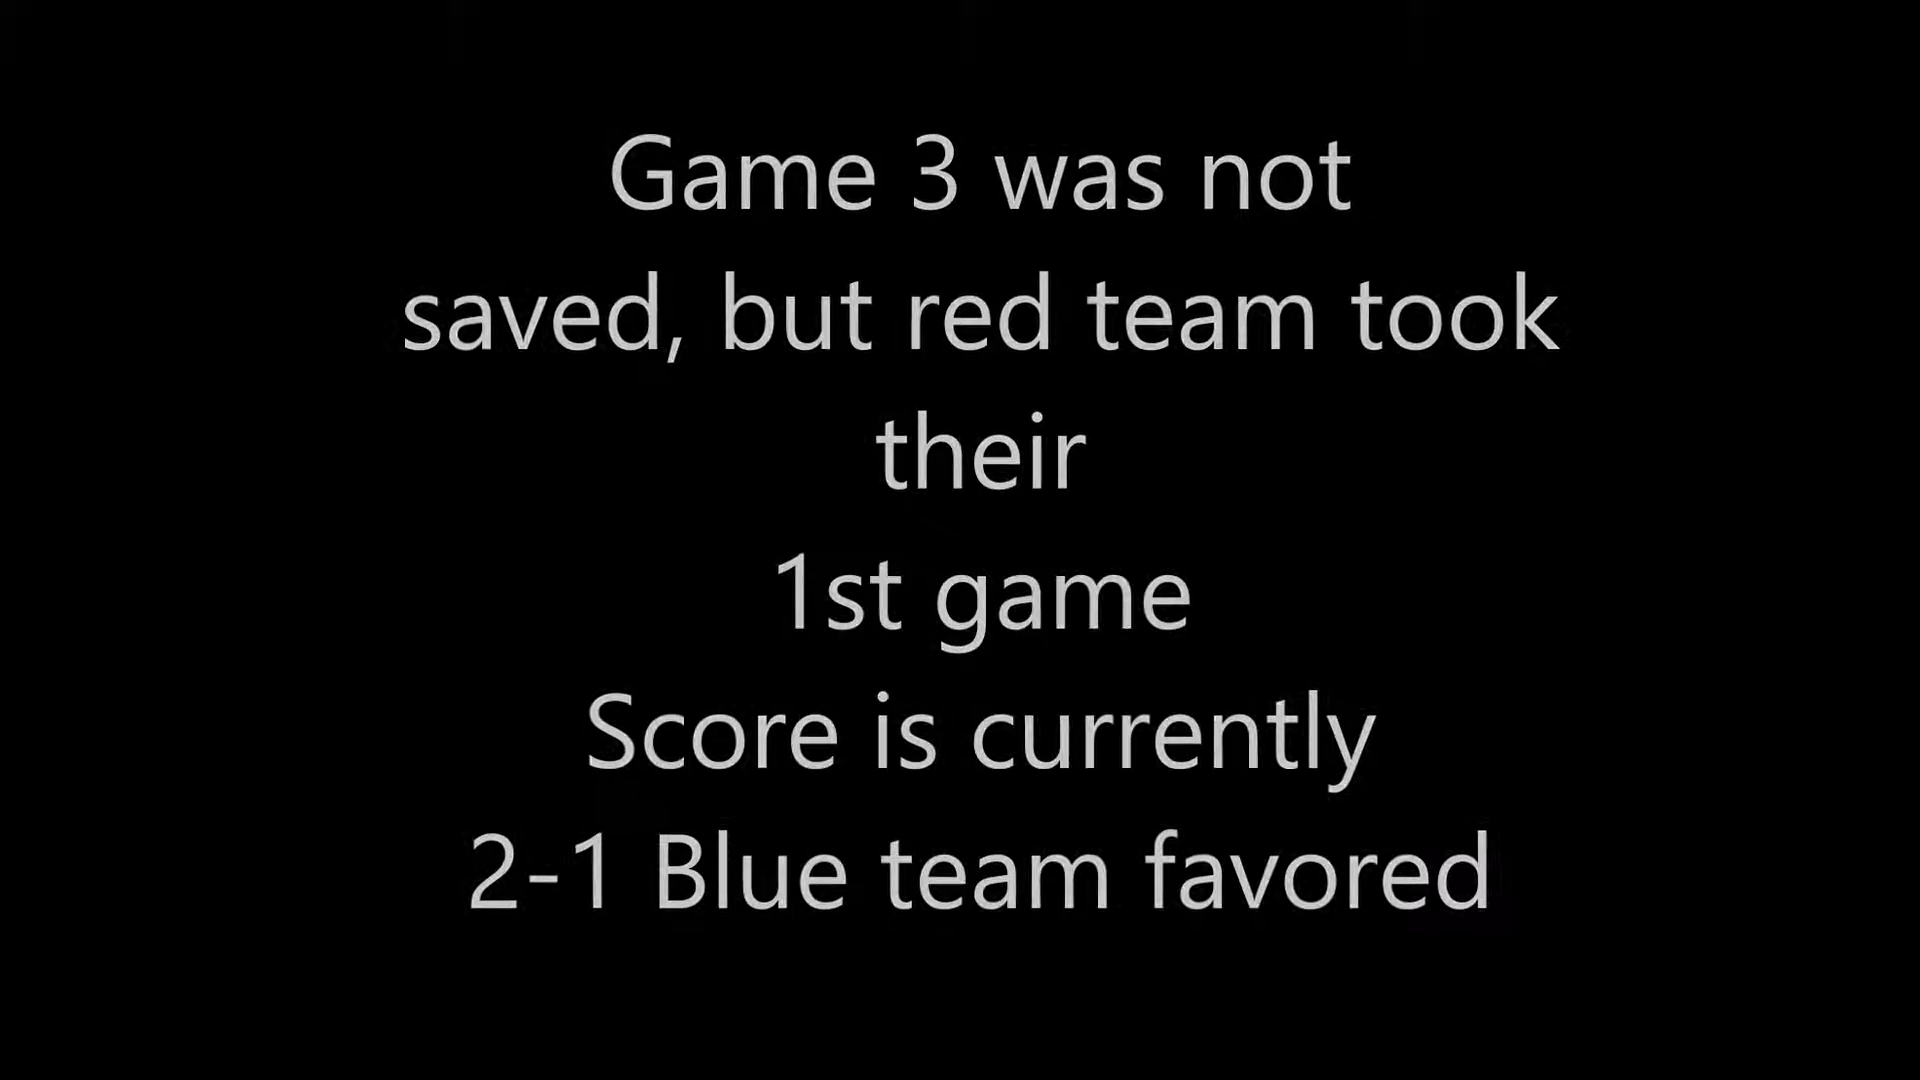 Game 3 was not
saved, but red team took
their
1st game
Score is currently
2-1 Blue team favored